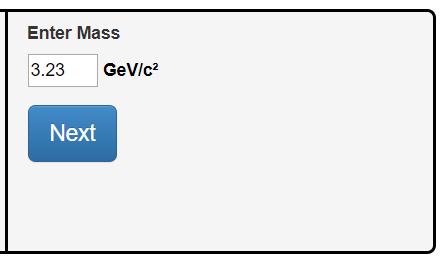 Enter Mass
3.23 GeV/c²
Next